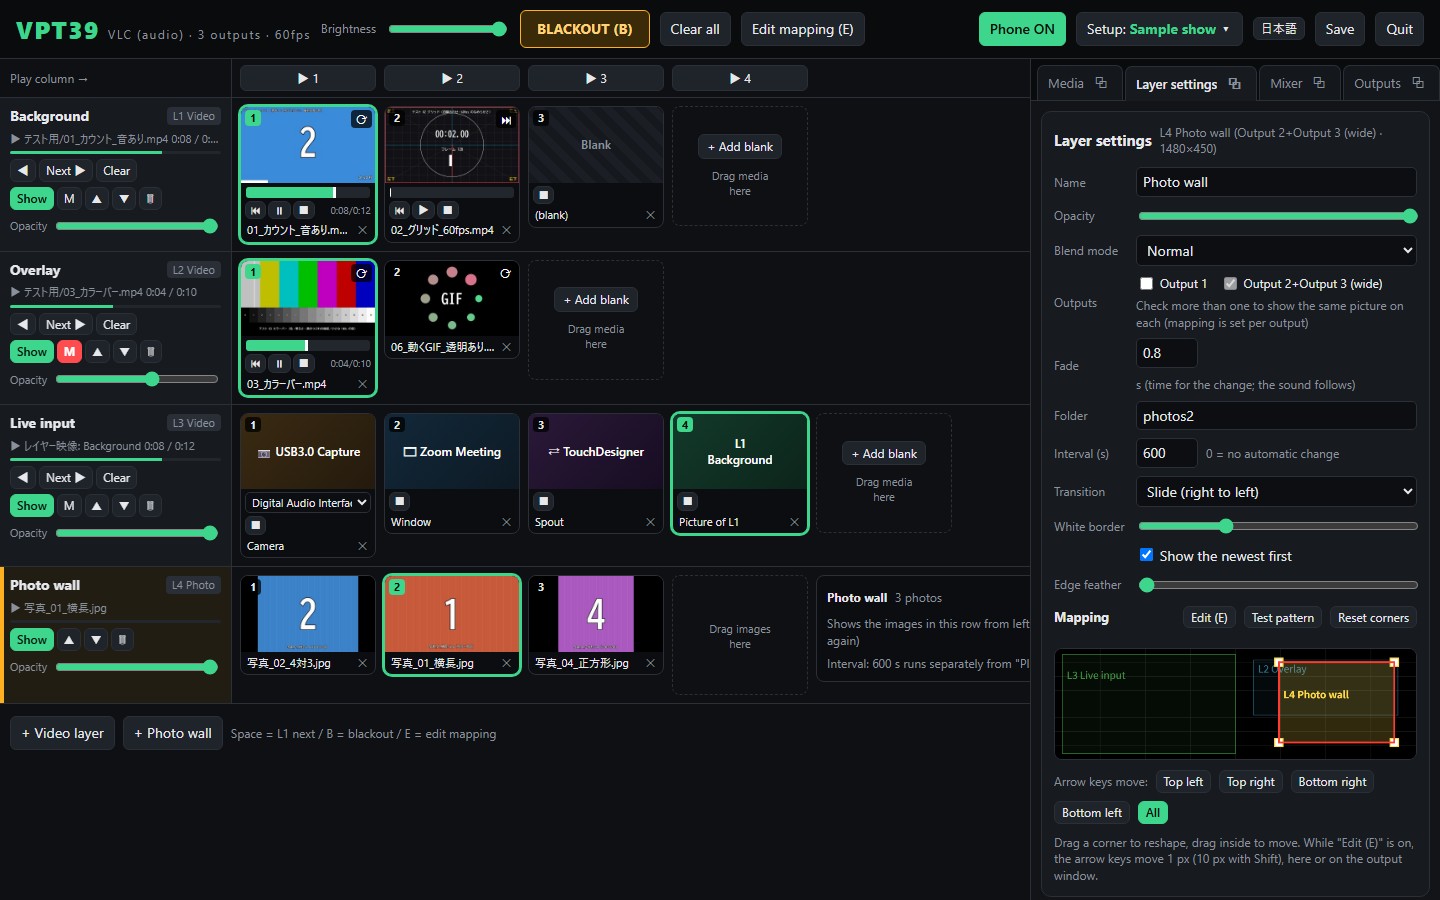 VPT39 VLC (audio) · 3 outputs · 60fps Brightness BLACKOUT (B) Clear all Edit mapping (E) Phone ON Setup: Sample show ▼ 日本語 Save Quit
Play column → ▶ 1 ▶ 2 ▶ 3 ▶ 4
Media Layer settings Mixer Outputs
Background L1 Video
▶ テスト用/01_カウント_音あり.mp4 0:08 / 0:...
◀ Next ▶ Clear
Show M ▲ ▼
Opacity
1 2
0:08/0:12
01_カウント_音あり.m...
2 00:02.00
02_グリッド_60fps.mp4
3 Blank
(blank)
+ Add blank
Drag media
here
Overlay L2 Video
▶ テスト用/03_カラーバー.mp4 0:04 / 0:10
◀ Next ▶ Clear
Show M ▲ ▼
Opacity
1
0:04/0:10
03_カラーバー.mp4
2 GIF
06_動くGIF_透明あり....
+ Add blank
Drag media
here
Live input L3 Video
▶ レイヤー映像: Background 0:08 / 0:12
◀ Next ▶ Clear
Show M ▲ ▼
Opacity
1 USB3.0 Capture
Digital Audio Interfac
Camera
2 Zoom Meeting
Window
3 TouchDesigner
Spout
4 L1
Background
Picture of L1
+ Add blank
Drag media
here
Photo wall L4 Photo
▶ 写真_01_横長.jpg
Show ▲ ▼
Opacity
1 2
写真_02_4対3.jpg
2 1
写真_01_横長.jpg
3 4
写真_04_正方形.jpg
Drag images
here
Photo wall 3 photos
Shows the images in this row from left
again)
Interval: 600 s runs separately from "Pl
+ Video layer + Photo wall Space = L1 next / B = blackout / E = edit mapping
Layer settings L4 Photo wall (Output 2+Output 3 (wide) ·
1480×450)
Name Photo wall
Opacity
Blend mode Normal
Outputs Output 1 Output 2+Output 3 (wide)
Check more than one to show the same picture on
each (mapping is set per output)
Fade 0.8
s (time for the change; the sound follows)
Folder photos2
Interval (s) 600 0 = no automatic change
Transition Slide (right to left)
White border
Show the newest first
Edge feather
Mapping Edit (E) Test pattern Reset corners
L3 Live input L2 Overlay
L4 Photo wall
Arrow keys move: Top left Top right Bottom right
Bottom left All
Drag a corner to reshape, drag inside to move. While "Edit (E)" is on,
the arrow keys move 1 px (10 px with Shift), here or on the output
window.